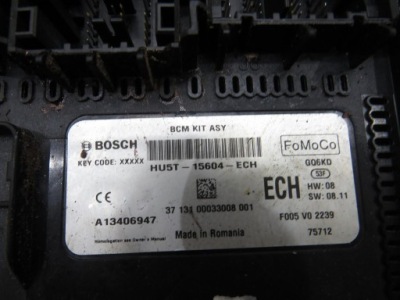 BCM KIT ASY
BOSCH
KEY CODE: XXXXX
HU5T-15604-ECH
FoMoCo
GQ6KD
S3F
ECH
HW: 08
SW: 08.11
A13406947
37 131 00033008 001
F005 V0 2239
Made in Romania
75712